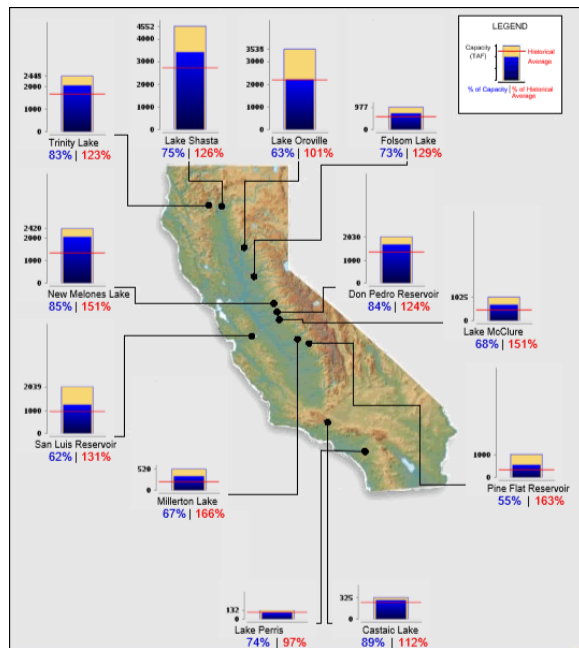 LEGEND
Capacity
(TAF)
Historical
Average
% of Capacity | % of Historical
Average
2448
2000
1000
0
Trinity Lake
83% | 123%
4552
4000
3000
2000
1000
0
Lake Shasta
75% | 126%
3538
3000
2000
1000
0
Lake Oroville
63% | 101%
977
0
Folsom Lake
73% | 129%
2420
2000
1000
0
New Melones Lake
85% | 151%
2030
1000
0
Don Pedro Reservoir
84% | 124%
1025
0
Lake McClure
68% | 151%
2039
1000
0
San Luis Reservoir
62% | 131%
520
0
Millerton Lake
67% | 166%
1000
0
Pine Flat Reservoir
55% | 163%
132
0
Lake Perris
74% | 97%
325
0
Castaic Lake
89% | 112%